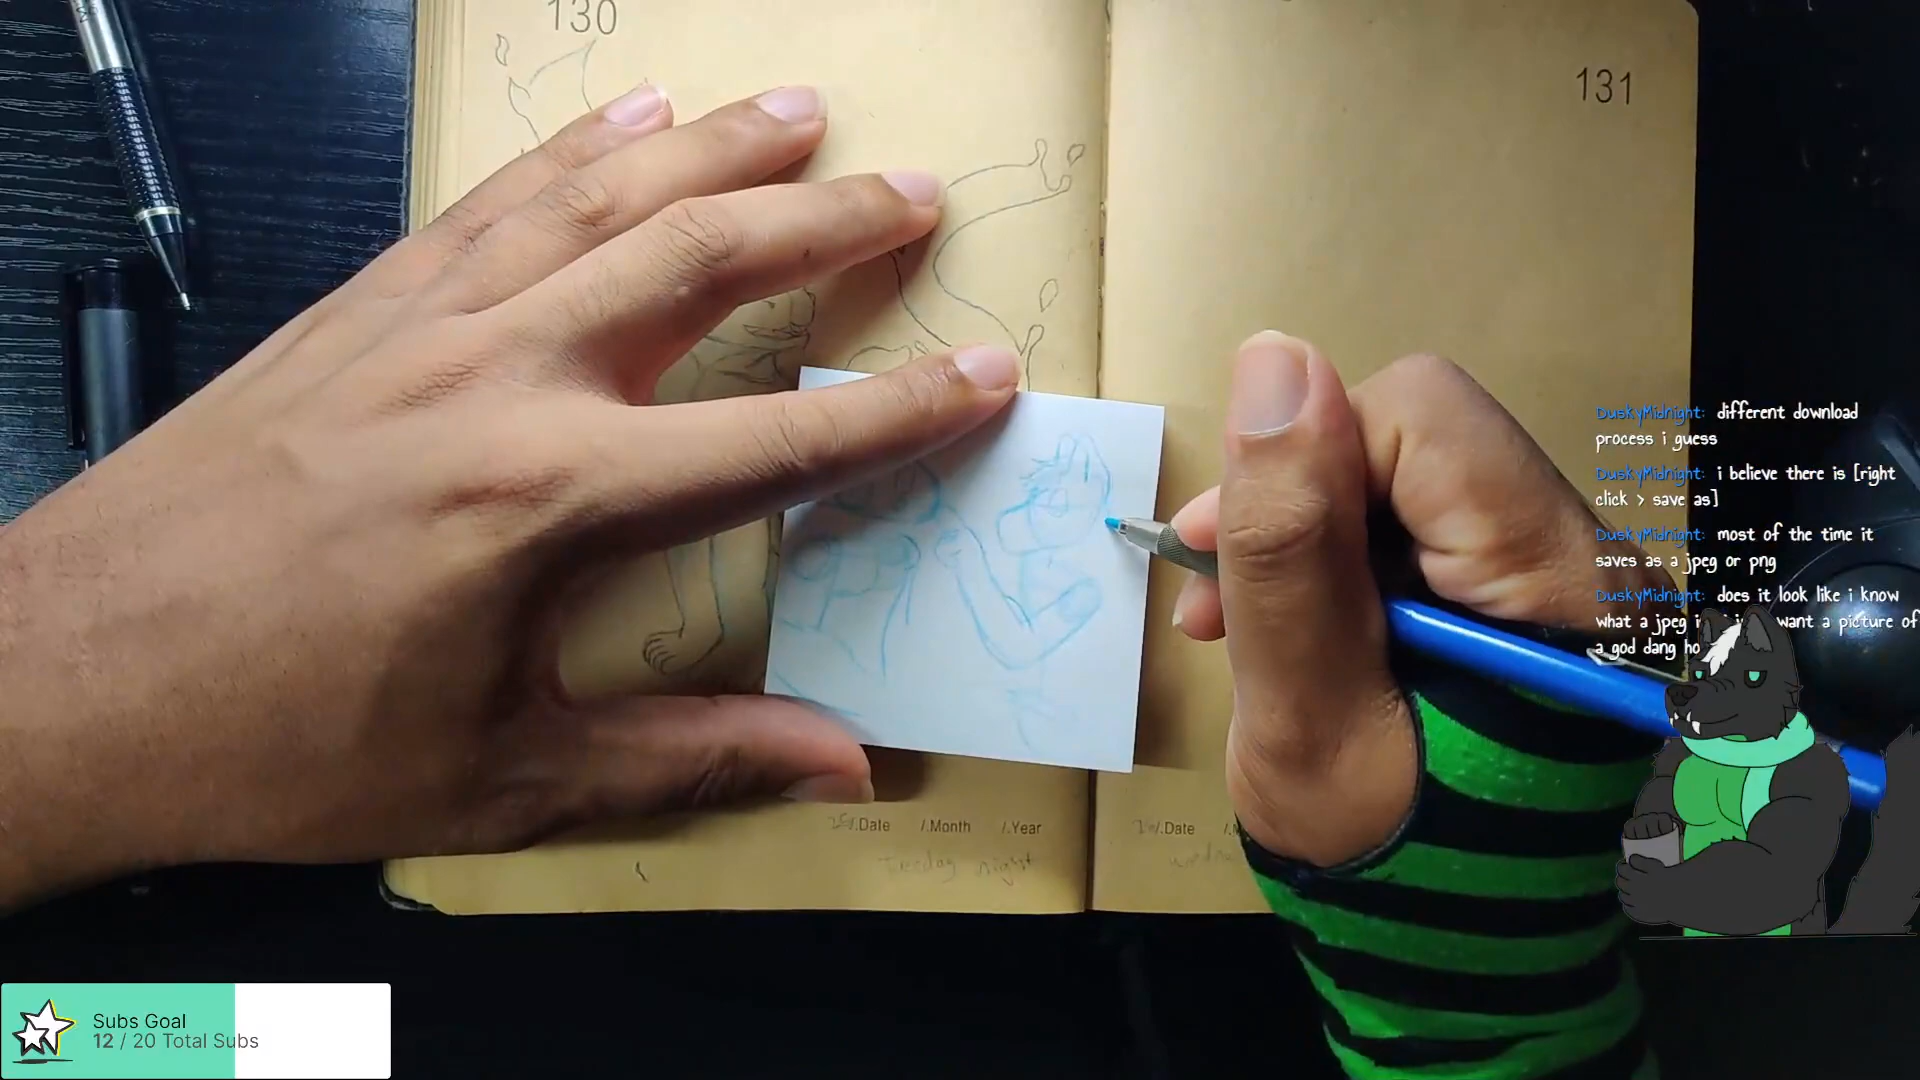 130
131
DuskyMidnight: different download
process i guess
DuskyMidnight: i believe there is [right
click > save as]
DuskyMidnight: most of the time it
saves as a jpeg or png
DuskyMidnight: does it look like i know
what a jpeg i want a picture of
a god dang ho
25/.Date /.Month /.Year
/.Date
Tuesday night
Subs Goal
12 / 20 Total Subs